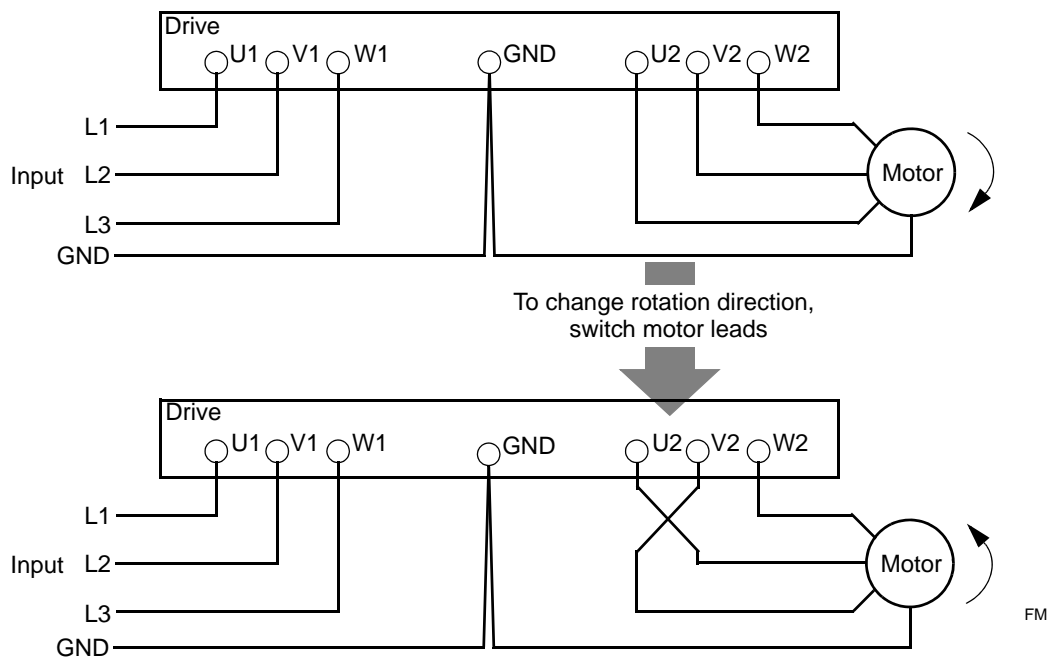 Drive
U1 V1 W1 GND U2 V2 W2
L1
Input L2 Motor
L3
GND
To change rotation direction,
switch motor leads
Drive
U1 V1 W1 GND U2 V2 W2
L1
Input L2 Motor
L3
FM
GND